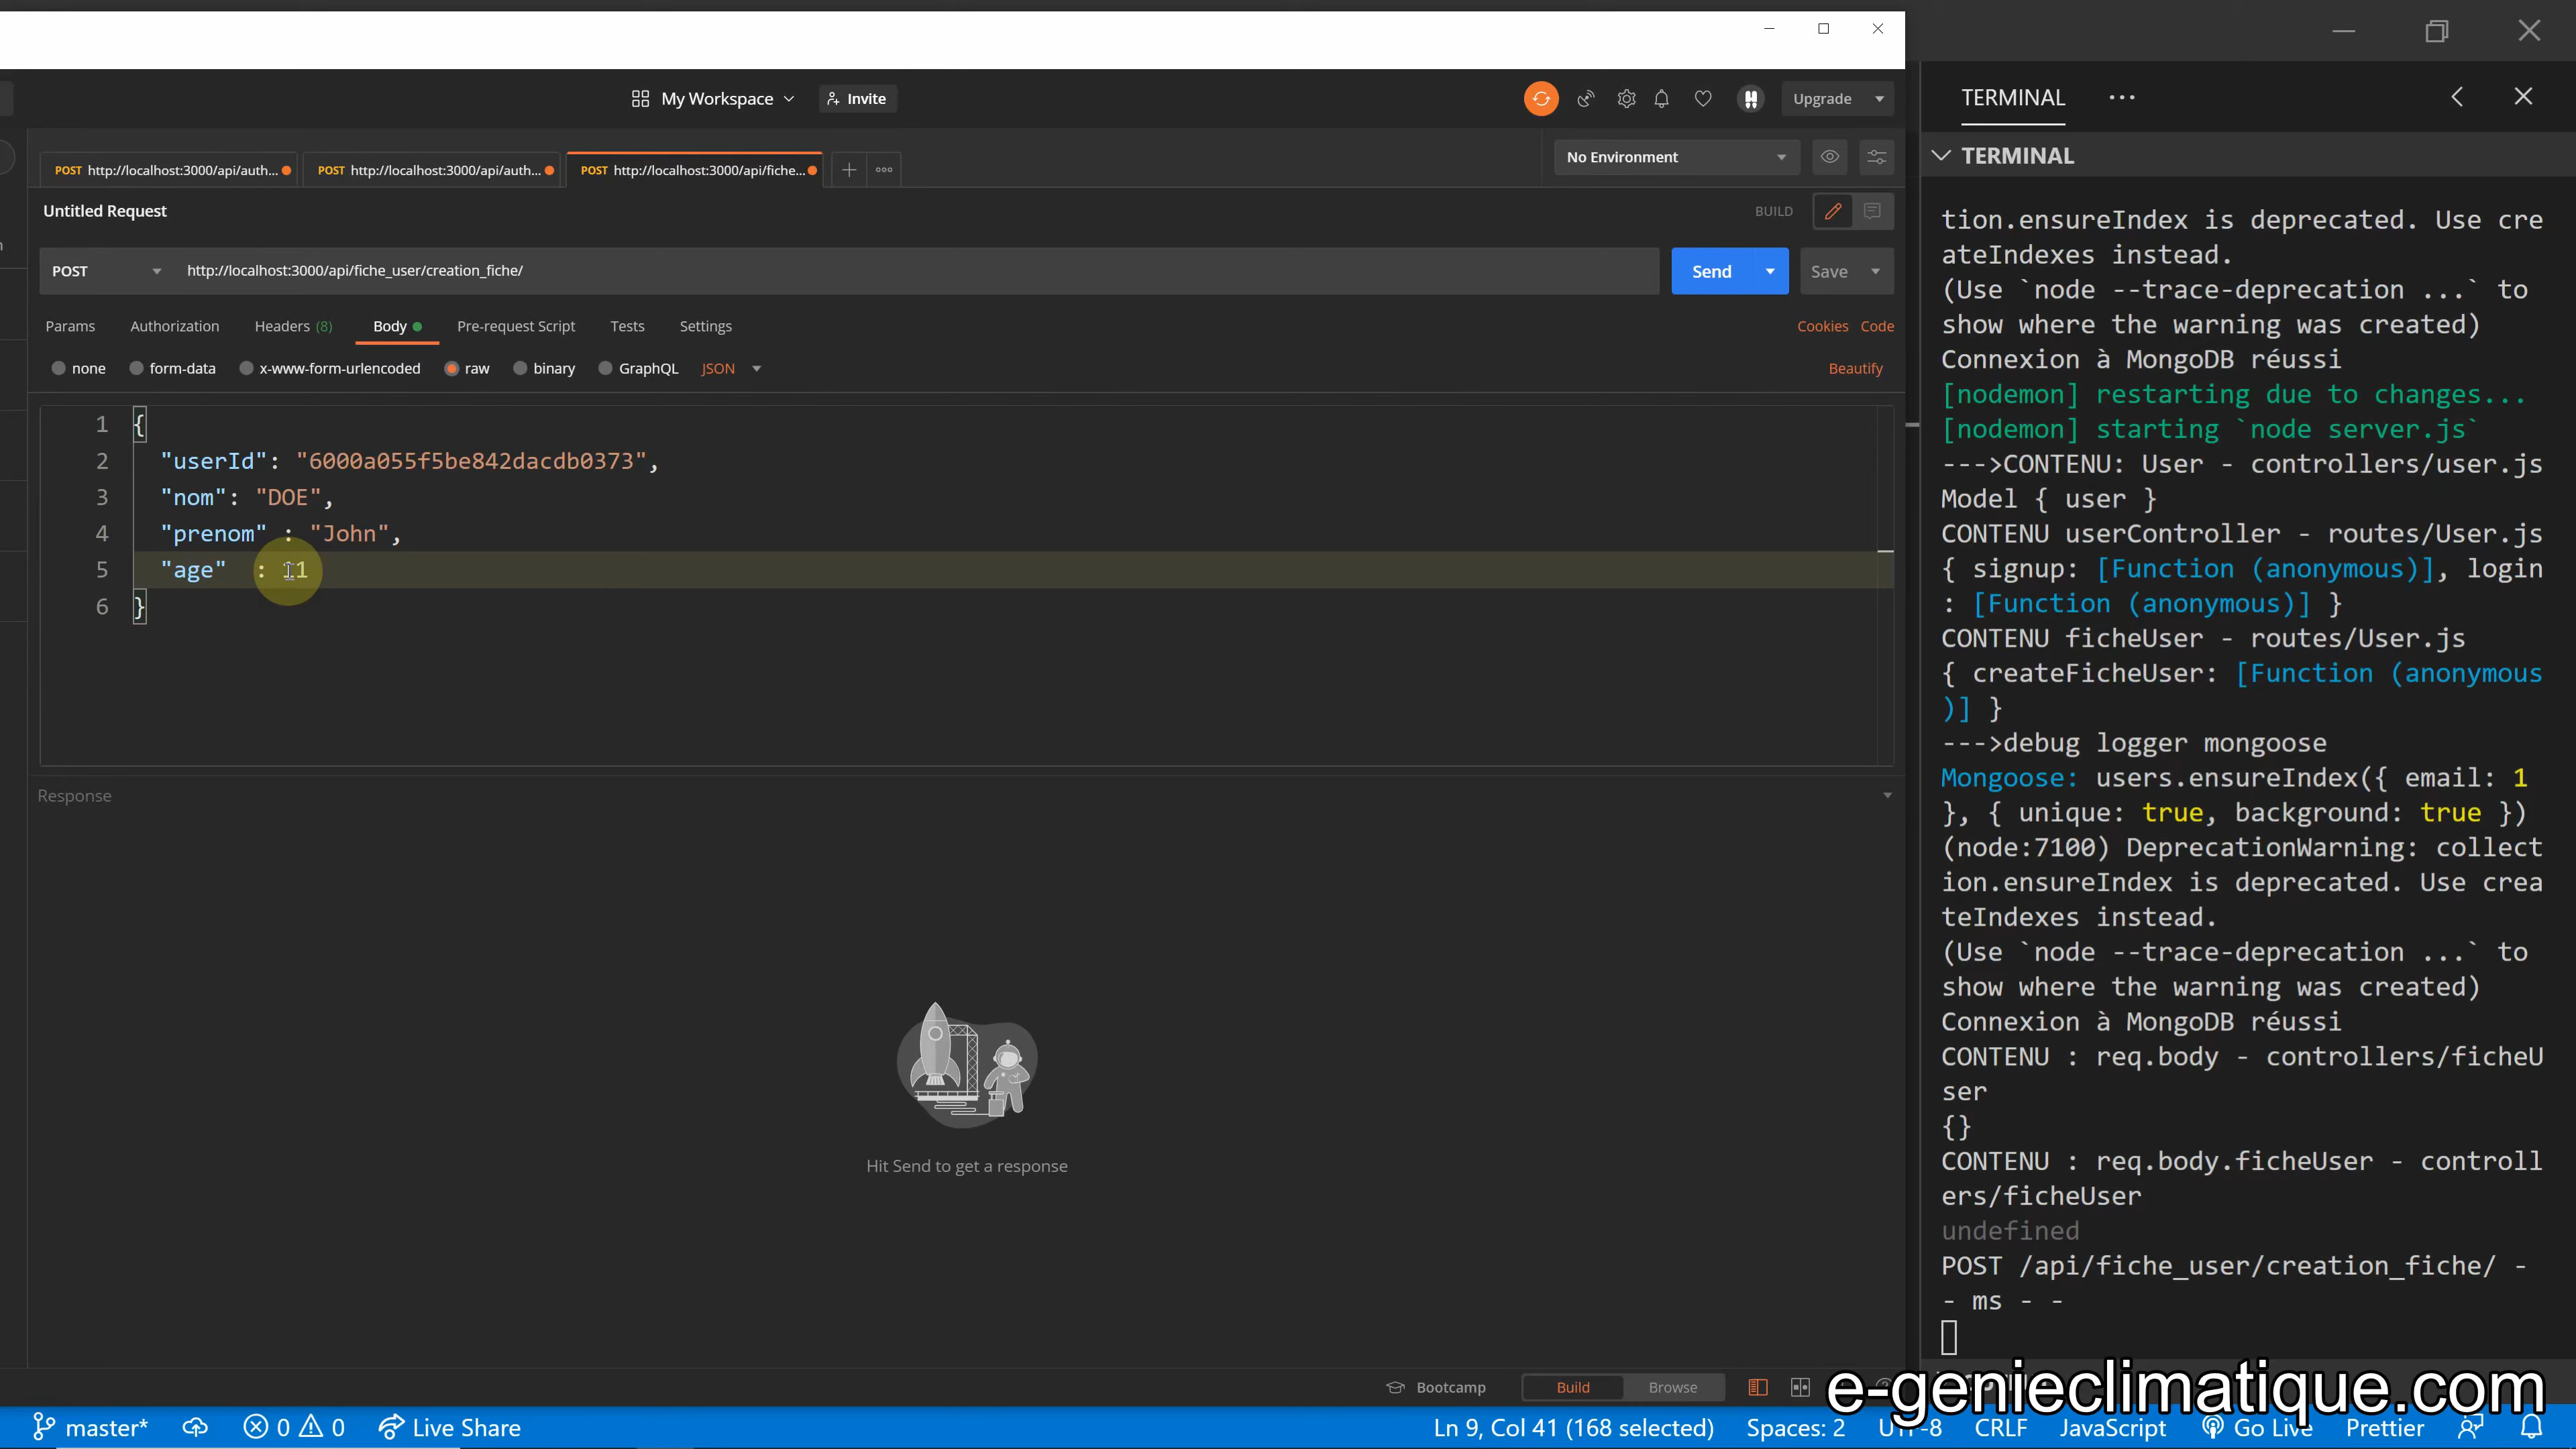 My Workspace
Invite
Upgrade
POST http://localhost:3000/api/auth...
POST http://localhost:3000/api/auth...
POST http://localhost:3000/api/fiche...
No Environment
Untitled Request
BUILD
POST
http://localhost:3000/api/fiche_user/creation_fiche/
Send
Save
Params Authorization Headers (8) Body Pre-request Script Tests Settings
Cookies Code
none form-data x-www-form-urlencoded raw binary GraphQL JSON
Beautify
1 {
2 "userId": "6000a055f5be842dacdb0373",
3 "nom": "DOE",
4 "prenom" : "John",
5 "age" : 11
6 }
Response
Hit Send to get a response
Bootcamp
Build
Browse
TERMINAL
TERMINAL
tion.ensureIndex is deprecated. Use cre
ateIndexes instead.
(Use `node --trace-deprecation ...` to
show where the warning was created)
Connexion à MongoDB réussi
[nodemon] restarting due to changes...
[nodemon] starting `node server.js`
--->CONTENU: User - controllers/user.js
Model { user }
CONTENU userController - routes/User.js
{ signup: [Function (anonymous)], login
: [Function (anonymous)] }
CONTENU ficheUser - routes/User.js
{ createFicheUser: [Function (anonymous
)] }
--->debug logger mongoose
Mongoose: users.ensureIndex({ email: 1
}, { unique: true, background: true })
(node:7100) DeprecationWarning: collect
ion.ensureIndex is deprecated. Use crea
teIndexes instead.
(Use `node --trace-deprecation ...` to
show where the warning was created)
Connexion à MongoDB réussi
CONTENU : req.body - controllers/ficheU
ser
{}
CONTENU : req.body.ficheUser - controll
ers/ficheUser
undefined
POST /api/fiche_user/creation_fiche/ -
- ms - -
e-genieclimatique.com
master* 0 0 Live Share
Ln 9, Col 41 (168 selected) Spaces: 2 UTF-8 CRLF JavaScript Go Live Prettier